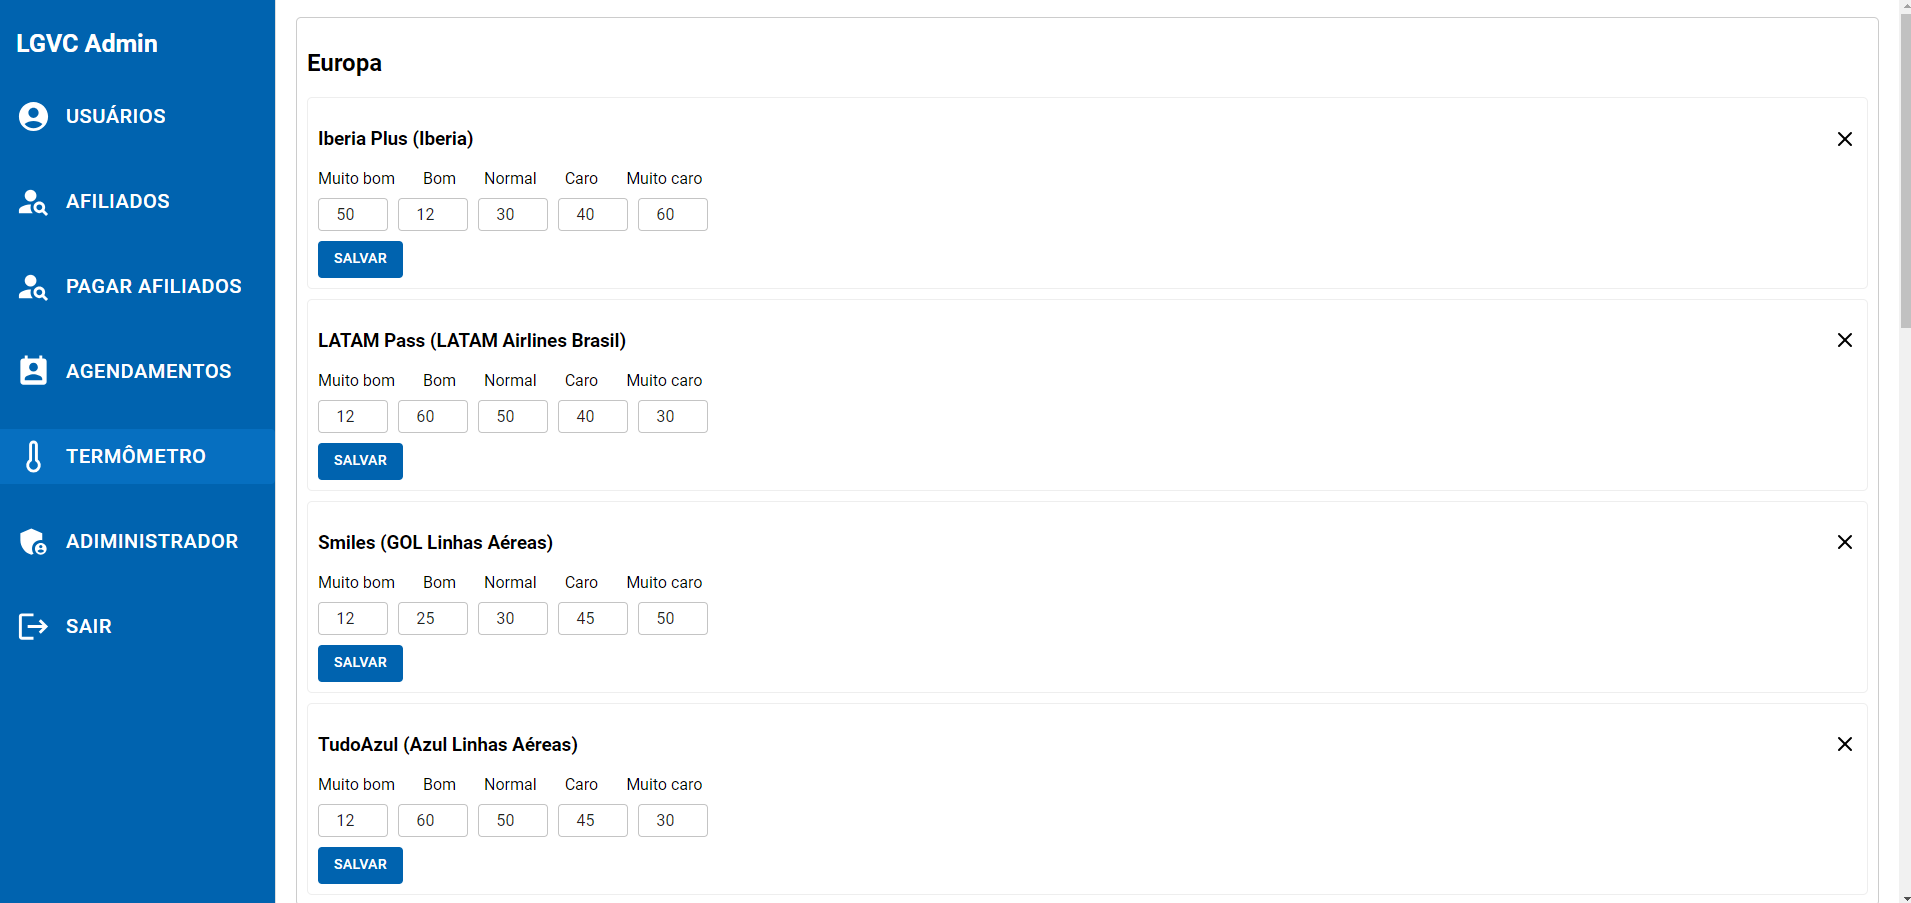 LGVC Admin
USUÁRIOS
AFILIADOS
PAGAR AFILIADOS
AGENDAMENTOS
TERMÔMETRO
ADIMINISTRADOR
SAIR
Europa
Iberia Plus (Iberia)
Muito bom Bom Normal Caro Muito caro
50 12 30 40 60
SALVAR
LATAM Pass (LATAM Airlines Brasil)
Muito bom Bom Normal Caro Muito caro
12 60 50 40 30
SALVAR
Smiles (GOL Linhas Aéreas)
Muito bom Bom Normal Caro Muito caro
12 25 30 45 50
SALVAR
TudoAzul (Azul Linhas Aéreas)
Muito bom Bom Normal Caro Muito caro
12 60 50 45 30
SALVAR